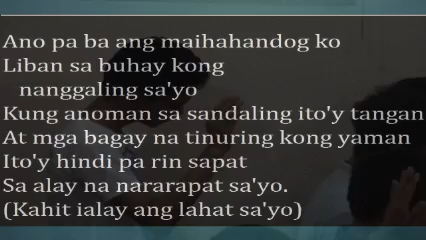 Ano pa ba ang maihahandog ko
Liban sa buhay kong
nanggaling sa'yo
Kung anoman sa sandaling ito'y tangan
At mga bagay na tinuring kong yaman
Ito'y hindi pa rin sapat
Sa alay na nararapat sa'yo.
(Kahit ialay ang lahat sa'yo)